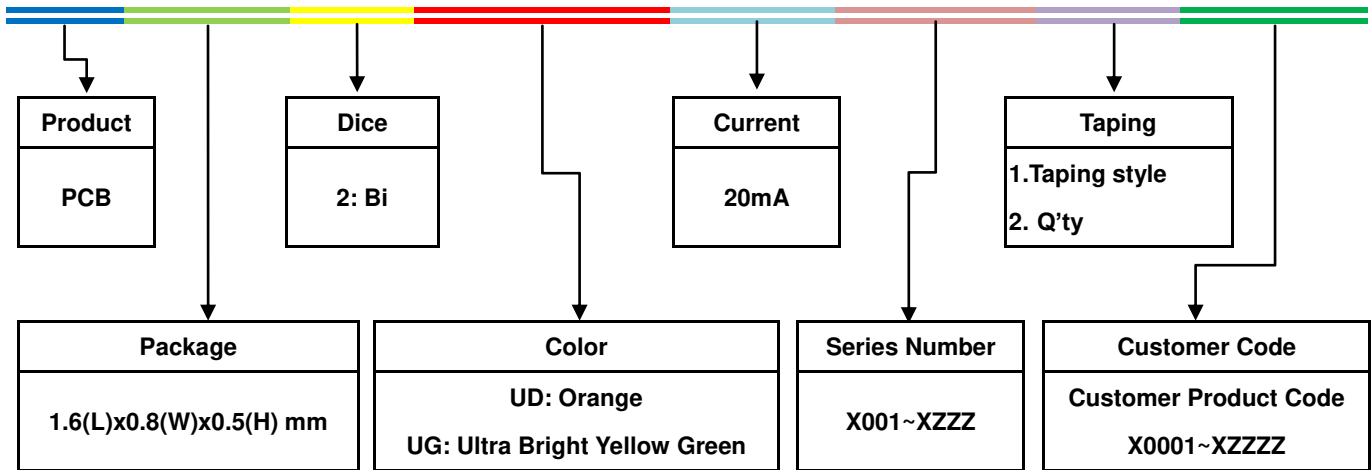 Product
PCB
Dice
2: Bi
Current
20mA
Taping
1.Taping style
2. Q’ty
Package
1.6(L)x0.8(W)x0.5(H) mm
Color
UD: Orange
UG: Ultra Bright Yellow Green
Series Number
X001~XZZZ
Customer Code
Customer Product Code
X0001~XZZZZ